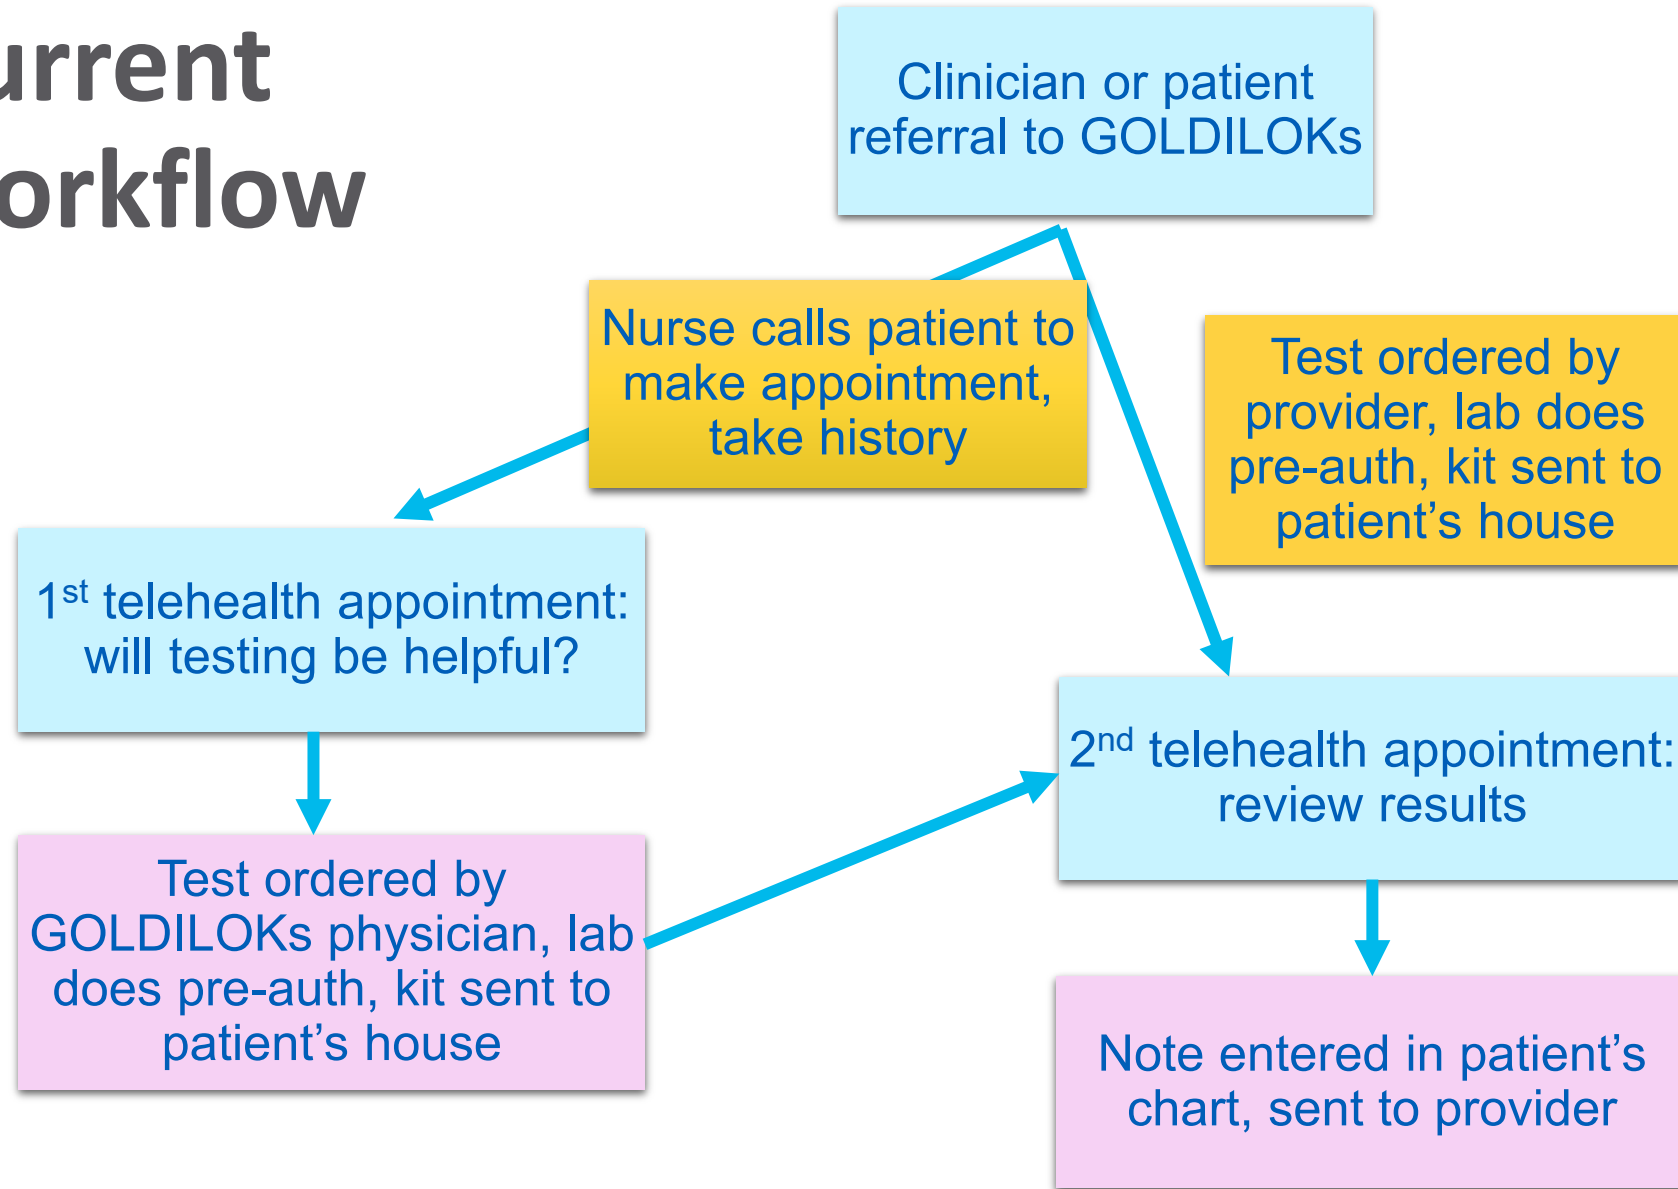 urrent
orkflow
Clinician or patient
referral to GOLDILOKs
Nurse calls patient to
make appointment,
take history
Test ordered by
provider, lab does
pre-auth, kit sent to
patient’s house
1st telehealth appointment:
will testing be helpful?
2nd telehealth appointment:
review results
Test ordered by
GOLDILOKs physician, lab
does pre-auth, kit sent to
patient’s house
Note entered in patient’s
chart, sent to provider